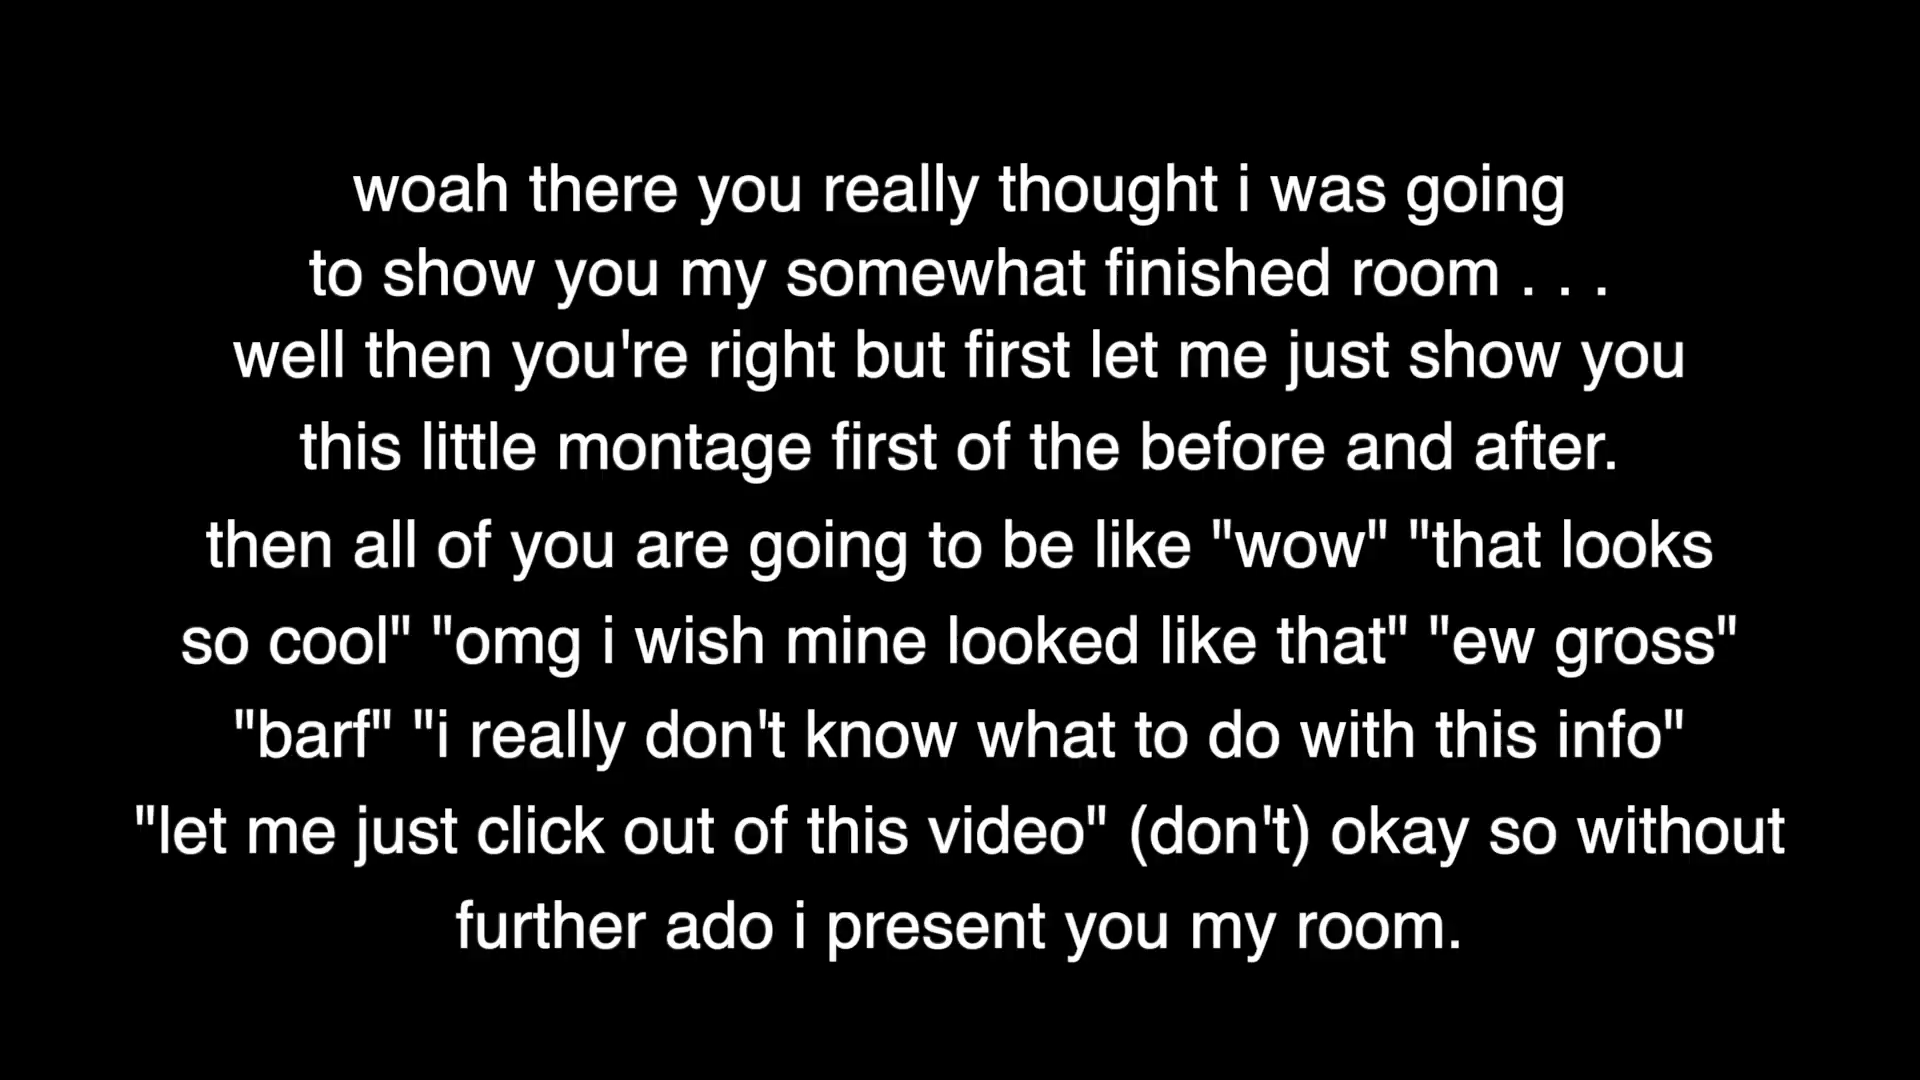 woah there you really thought i was going
to show you my somewhat finished room . . .
well then you're right but first let me just show you
this little montage first of the before and after.
then all of you are going to be like "wow" "that looks
so cool" "omg i wish mine looked like that" "ew gross"
"barf" "i really don't know what to do with this info"
"let me just click out of this video" (don't) okay so without
further ado i present you my room.